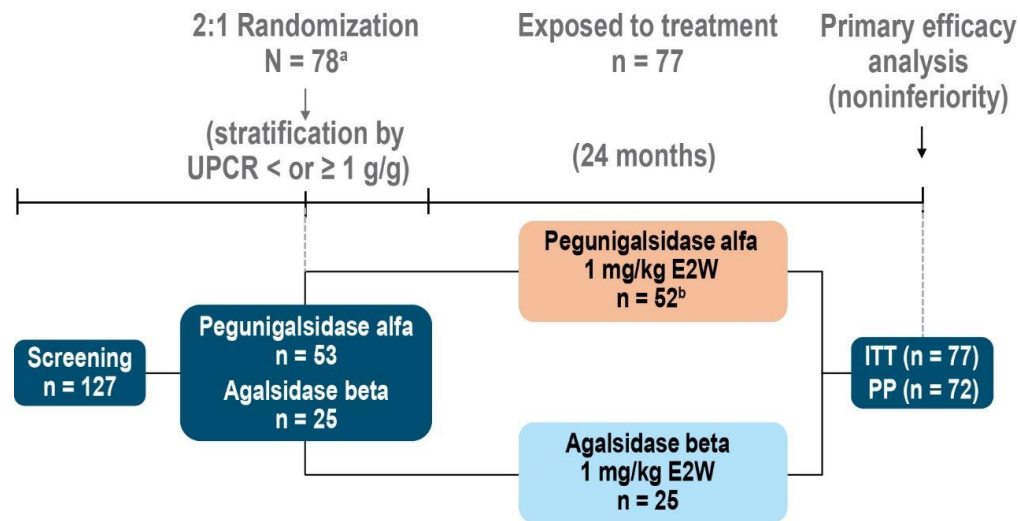 2:1 Randomization
N = 78ᵃ
(stratification by
UPCR < or ≥ 1 g/g)
Exposed to treatment
n = 77
(24 months)
Primary efficacy
analysis
(noninferiority)
Screening
n = 127
Pegunigalsidase alfa
n = 53
Agalsidase beta
n = 25
Pegunigalsidase alfa
1 mg/kg E2W
n = 52ᵇ
Agalsidase beta
1 mg/kg E2W
n = 25
ITT (n = 77)
PP (n = 72)